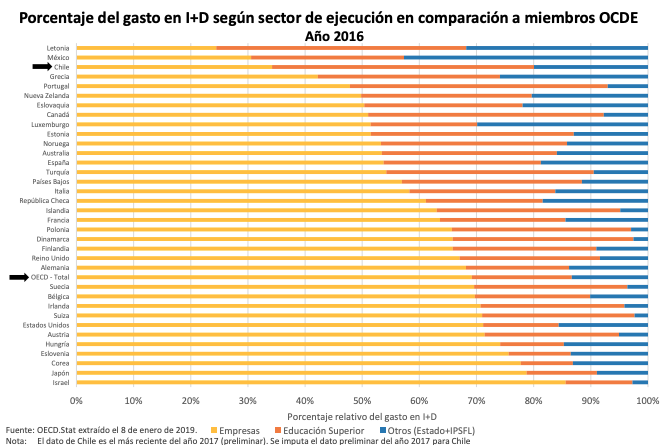 Porcentaje del gasto en I+D según sector de ejecución en comparación a miembros OCDE
Año 2016
Letonia
México
Chile
Grecia
Portugal
Nueva Zelanda
Eslovaquia
Canadá
Luxemburgo
Estonia
Noruega
Australia
España
Turquía
Países Bajos
Italia
República Checa
Islandia
Francia
Polonia
Dinamarca
Finlandia
Reino Unido
Alemania
OECD - Total
Suecia
Bélgica
Irlanda
Suiza
Estados Unidos
Austria
Hungría
Eslovenia
Corea
Japón
Israel
0% 10% 20% 30% 40% 50% 60% 70% 80% 90% 100%
Porcentaje relativo del gasto en I+D
Fuente: OECD.Stat extraído el 8 de enero de 2019. Empresas Educación Superior Otros (Estado+IPSFL)
Nota: El dato de Chile es el más reciente del año 2017 (preliminar). Se imputa el dato preliminar del año 2017 para Chile